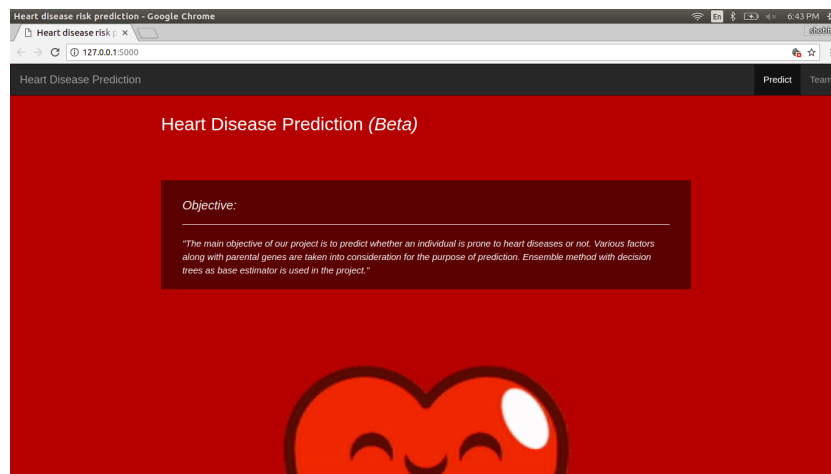 Heart disease risk prediction - Google Chrome
En
6:43 PM
Heart disease risk p
127.0.0.1:5000
Heart Disease Prediction
Predict
Team
Heart Disease Prediction (Beta)
Objective:
"The main objective of our project is to predict whether an individual is prone to heart diseases or not. Various factors
along with parental genes are taken into consideration for the purpose of prediction. Ensemble method with decision
trees as base estimator is used in the project."